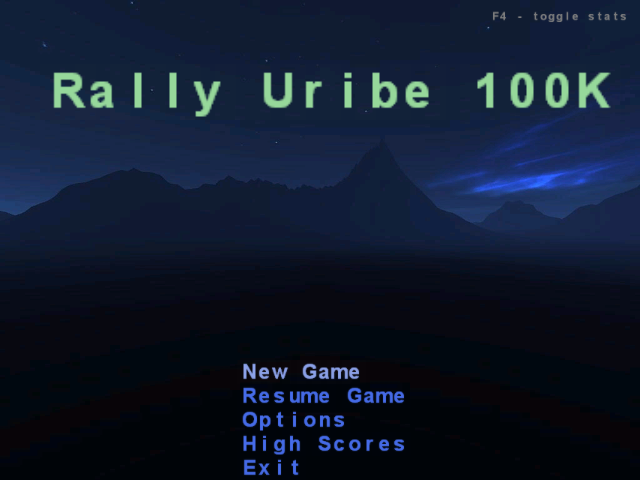 F4 - toggle stats
Rally Uribe 100K
New Game
Resume Game
Options
High Scores
Exit